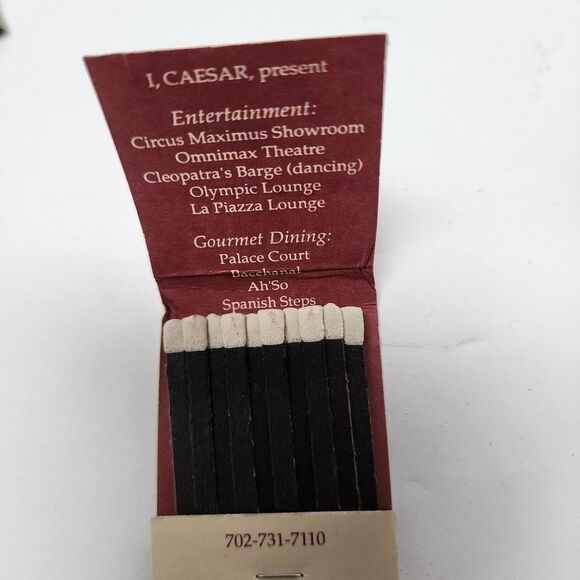 I, CAESAR, present
Entertainment:
Circus Maximus Showroom
Omnimax Theatre
Cleopatra's Barge (dancing)
Olympic Lounge
La Piazza Lounge
Gourmet Dining:
Palace Court
Bacchanal
Ah'So
Spanish Steps
702-731-7110